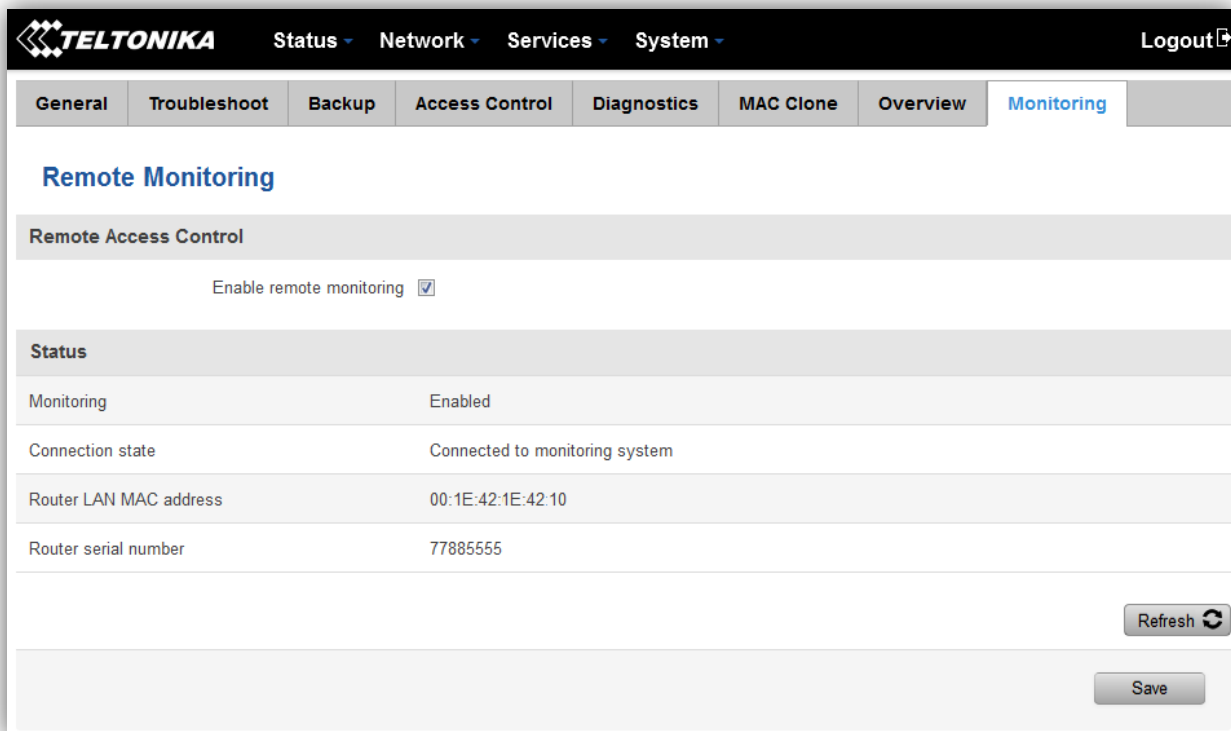 TELTONIKA Status Network Services System Logout
General Troubleshoot Backup Access Control Diagnostics MAC Clone Overview Monitoring
Remote Monitoring
Remote Access Control
Enable remote monitoring
Status
Monitoring Enabled
Connection state Connected to monitoring system
Router LAN MAC address 00:1E:42:1E:42:10
Router serial number 77885555
Refresh
Save